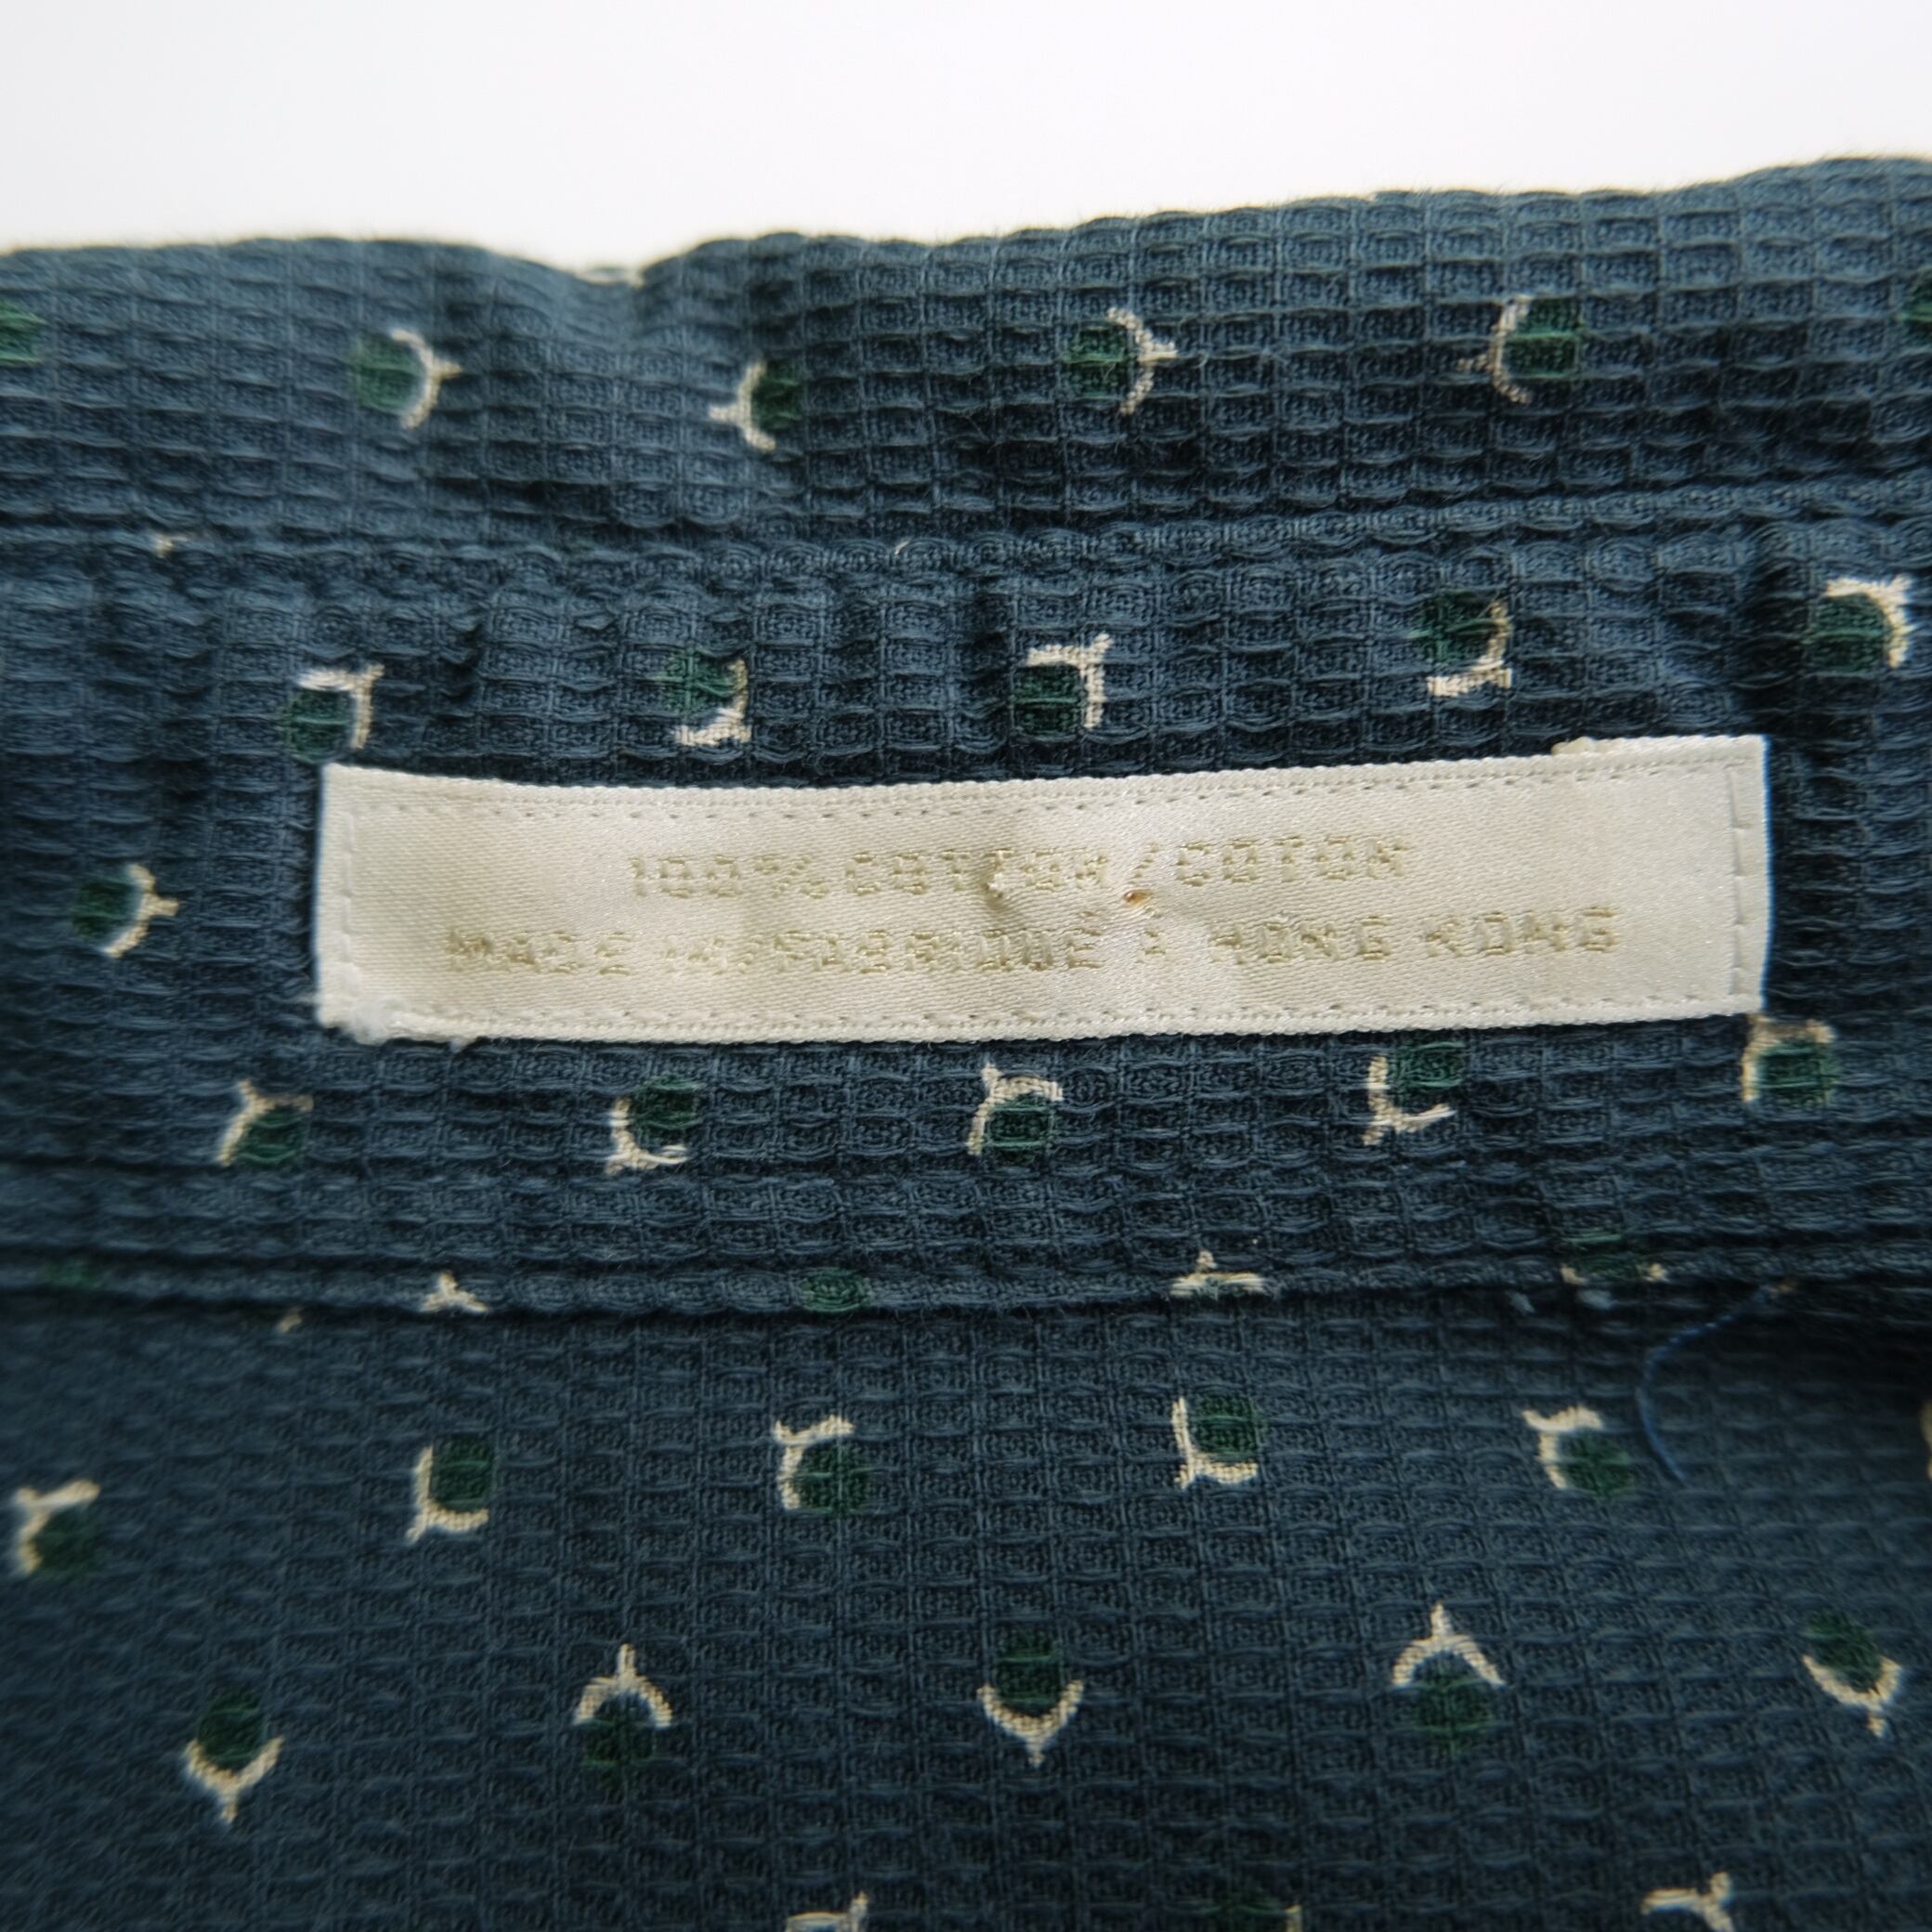 100% COTTON / COTON
MADE IN/FABRIQUÉ À HONG KONG